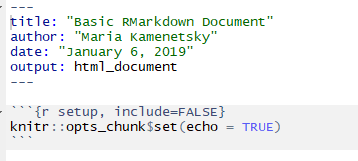 ---
title: "Basic RMarkdown Document"
author: "Maria Kamenetsky"
date: "January 6, 2019"
output: html_document
---
```{r setup, include=FALSE}
knitr::opts_chunk$set(echo = TRUE)
```